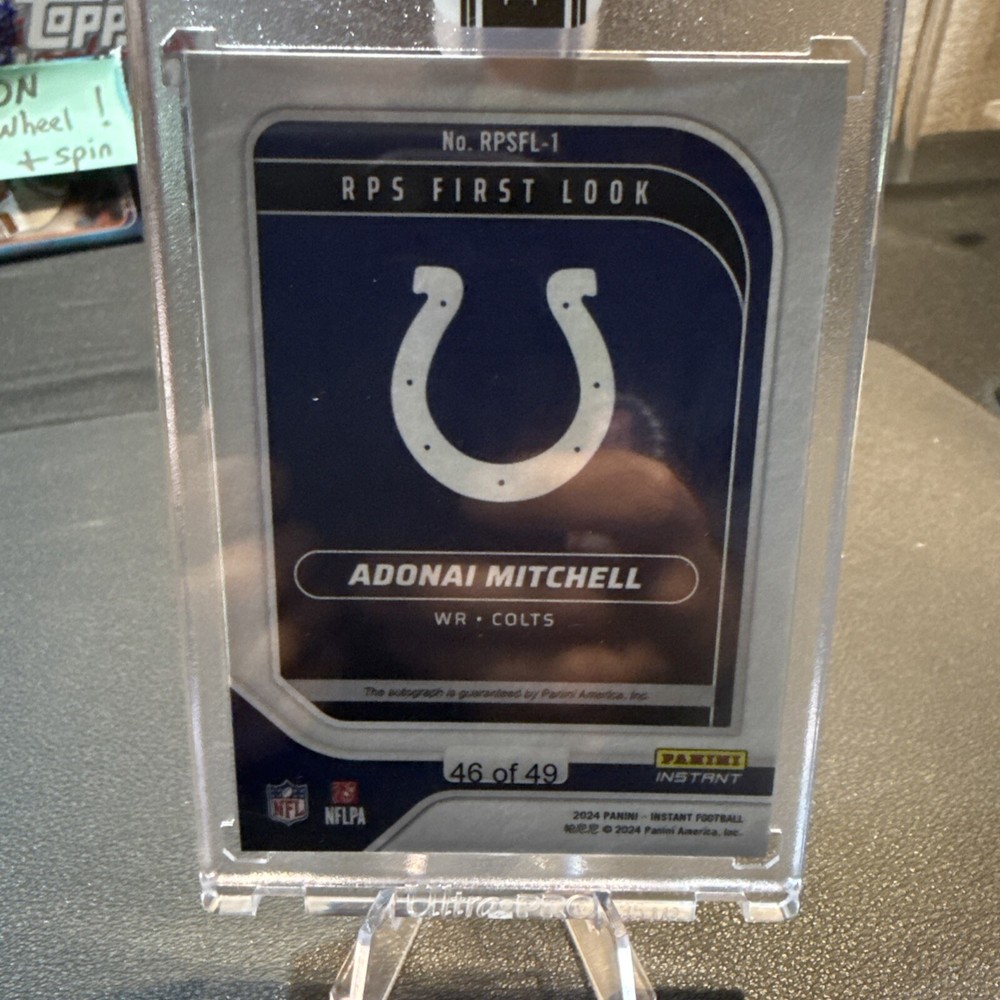 TOPP
ON
wheel !
+ spin
No. RPSFL-1
RPS FIRST LOOK
ADONAI MITCHELL
WR • COLTS
The autograph is guaranteed by Panini America, Inc.
46 of 49
PANINI
INSTANT
NFL
NFLPA
2024 PANINI – INSTANT FOOTBALL
© 2024 Panini America, Inc.
Ultra PRO